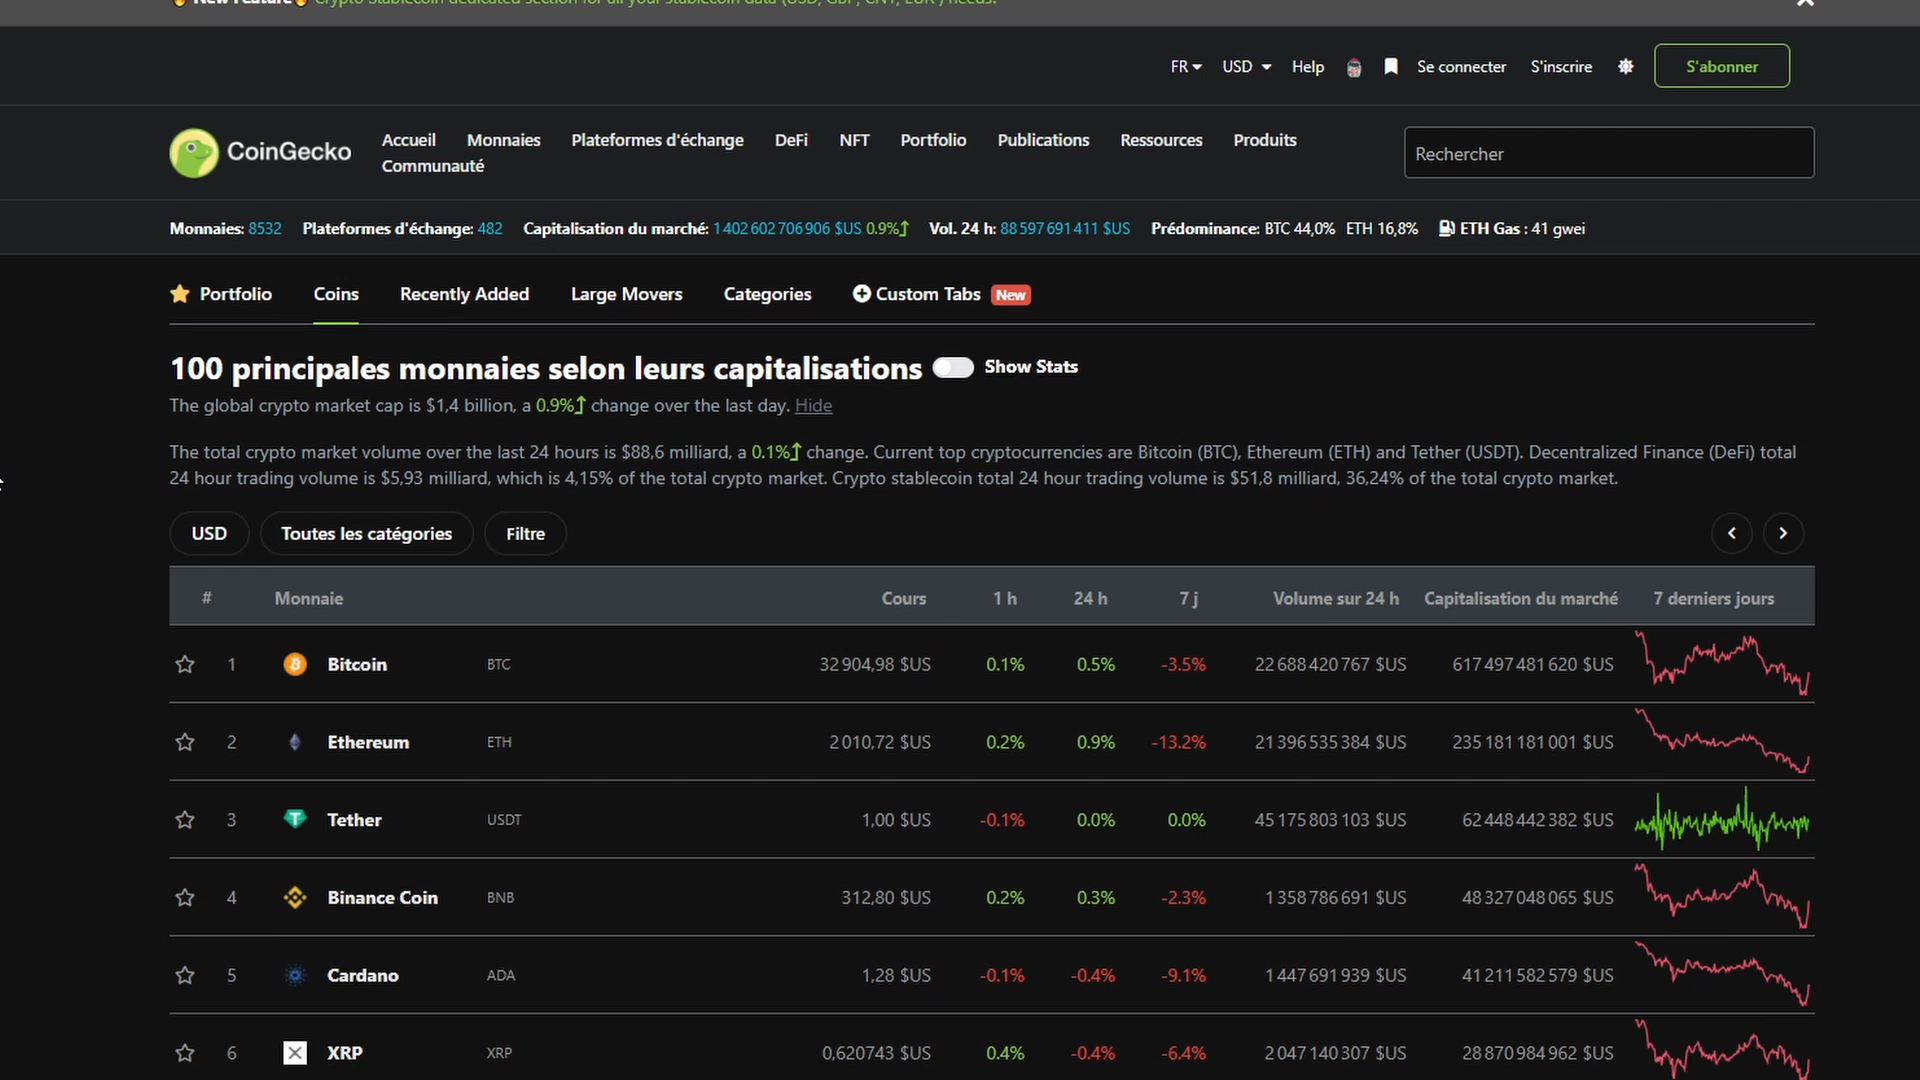 New Feature Crypto stablecoin dedicated section for all your stablecoin data (USD, GBP, CNY, EUR ) needs.
FR USD Help Se connecter S'inscrire S'abonner
CoinGecko Accueil Monnaies Plateformes d'échange DeFi NFT Portfolio Publications Ressources Produits
Communauté
Rechercher
Monnaies: 8532 Plateformes d'échange: 482 Capitalisation du marché: 1 402 602 706 906 $US 0.9% Vol. 24 h: 88 597 691 411 $US Prédominance: BTC 44,0% ETH 16,8% ETH Gas : 41 gwei
Portfolio Coins Recently Added Large Movers Categories Custom Tabs New
100 principales monnaies selon leurs capitalisations Show Stats
The global crypto market cap is $1,4 billion, a 0.9% change over the last day. Hide
The total crypto market volume over the last 24 hours is $88,6 milliard, a 0.1% change. Current top cryptocurrencies are Bitcoin (BTC), Ethereum (ETH) and Tether (USDT). Decentralized Finance (DeFi) total
24 hour trading volume is $5,93 milliard, which is 4,15% of the total crypto market. Crypto stablecoin total 24 hour trading volume is $51,8 milliard, 36,24% of the total crypto market.
USD Toutes les catégories Filtre
# Monnaie Cours 1 h 24 h 7 j Volume sur 24 h Capitalisation du marché 7 derniers jours
1 Bitcoin BTC 32 904,98 $US 0.1% 0.5% -3.5% 22 688 420 767 $US 617 497 481 620 $US
2 Ethereum ETH 2 010,72 $US 0.2% 0.9% -13.2% 21 396 535 384 $US 235 181 181 001 $US
3 Tether USDT 1,00 $US -0.1% 0.0% 0.0% 45 175 803 103 $US 62 448 442 382 $US
4 Binance Coin BNB 312,80 $US 0.2% 0.3% -2.3% 1 358 786 691 $US 48 327 048 065 $US
5 Cardano ADA 1,28 $US -0.1% -0.4% -9.1% 1 447 691 939 $US 41 211 582 579 $US
6 XRP XRP 0,620743 $US 0.4% -0.4% -6.4% 2 047 140 307 $US 28 870 984 962 $US